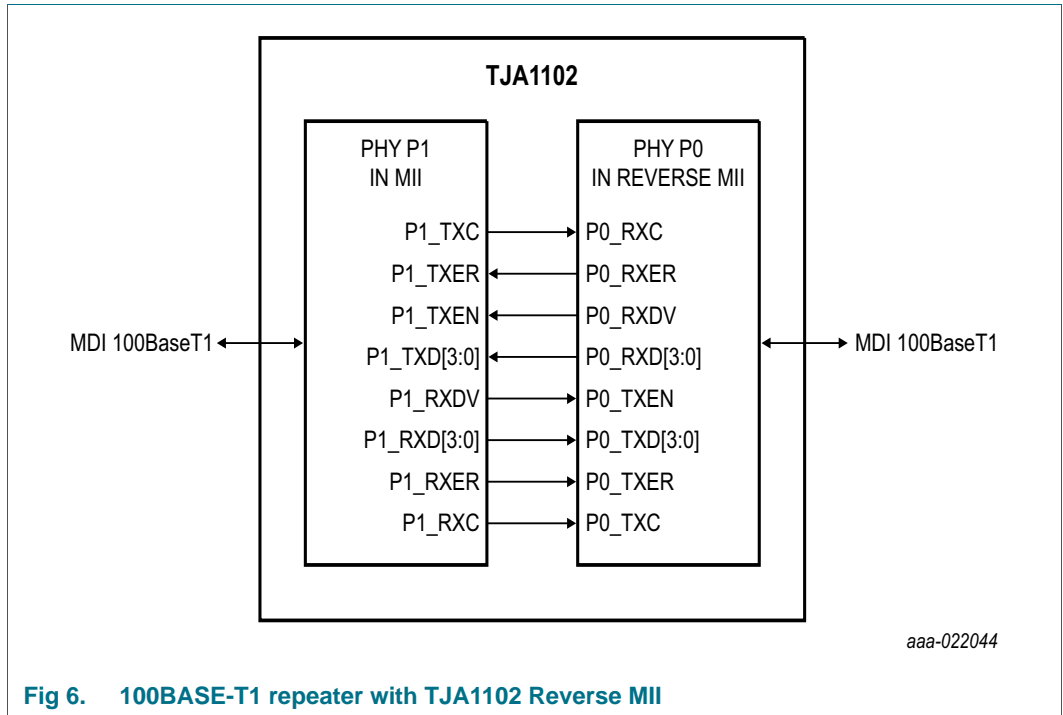 TJA1102
PHY P1
IN MII
PHY P0
IN REVERSE MII
P1_TXC
P0_RXC
P1_TXER
P0_RXER
P1_TXEN
P0_RXDV
MDI 100BaseT1
P1_TXD[3:0]
P0_RXD[3:0]
MDI 100BaseT1
P1_RXDV
P0_TXEN
P1_RXD[3:0]
P0_TXD[3:0]
P1_RXER
P0_TXER
P1_RXC
P0_TXC
aaa-022044
Fig 6. 100BASE-T1 repeater with TJA1102 Reverse MII